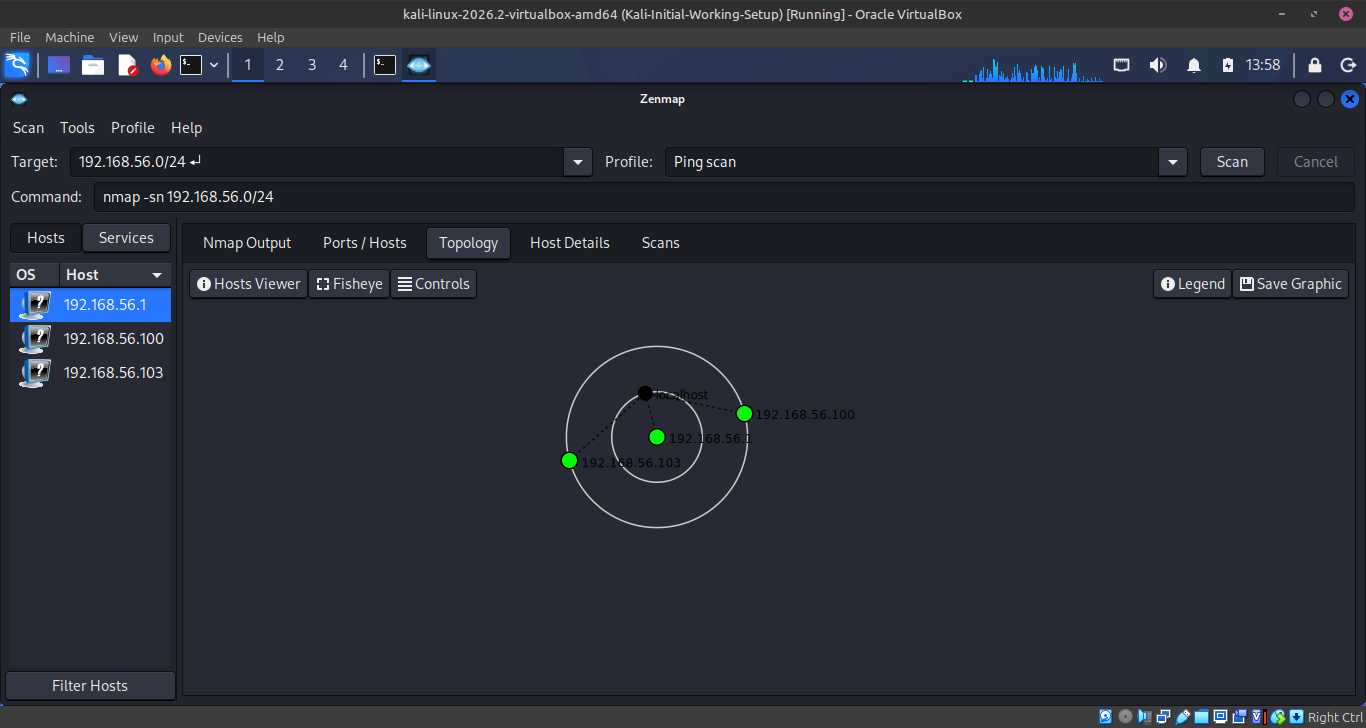 kali-linux-2026.2-virtualbox-amd64 (Kali-Initial-Working-Setup) [Running] - Oracle VirtualBox
File Machine View Input Devices Help
1 2 3 4 13:58
Zenmap
Scan Tools Profile Help
Target: 192.168.56.0/24 ↵ Profile: Ping scan Scan Cancel
Command: nmap -sn 192.168.56.0/24
Hosts Services
Nmap Output Ports / Hosts Topology Host Details Scans
OS Host
Hosts Viewer Fisheye Controls Legend Save Graphic
192.168.56.1
192.168.56.100
192.168.56.103
localhost
192.168.56.100
192.168.56.1
192.168.56.103
Filter Hosts
Right Ctrl